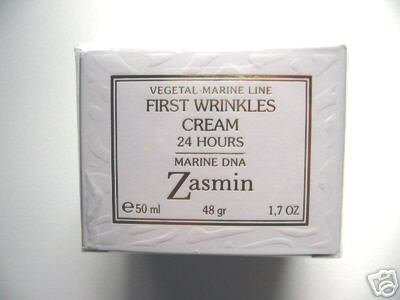 VEGETAL-MARINE LINE
FIRST WRINKLES
CREAM
24 HOURS
MARINE DNA
Zasmin
e 50 ml 48 gr 1,7 OZ